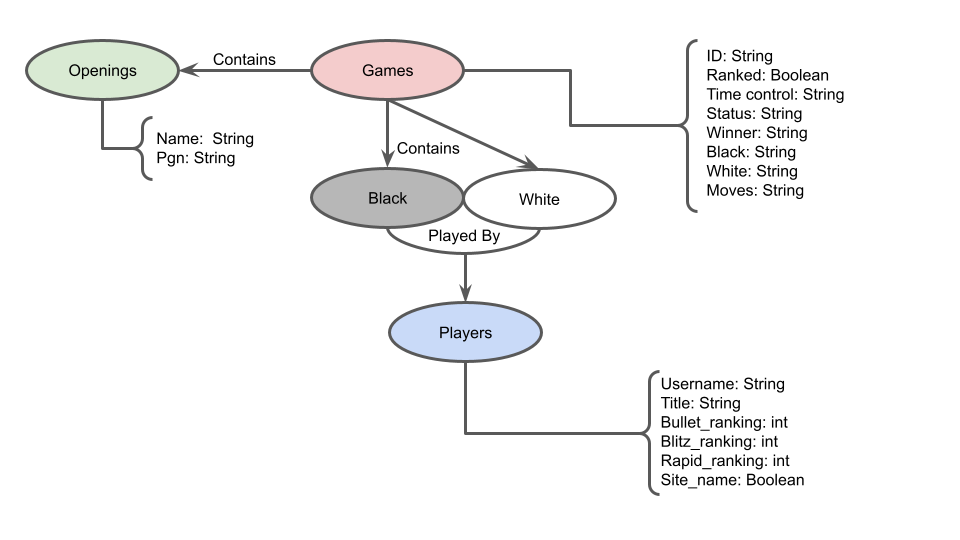 Openings
Contains
Games
Name:  String
Pgn: String
ID: String
Ranked: Boolean
Time control: String
Status: String
Winner: String
Black: String
White: String
Moves: String
Contains
Black
White
Played By
Players
Username: String
Title: String
Bullet_ranking: int
Blitz_ranking: int
Rapid_ranking: int
Site_name: Boolean